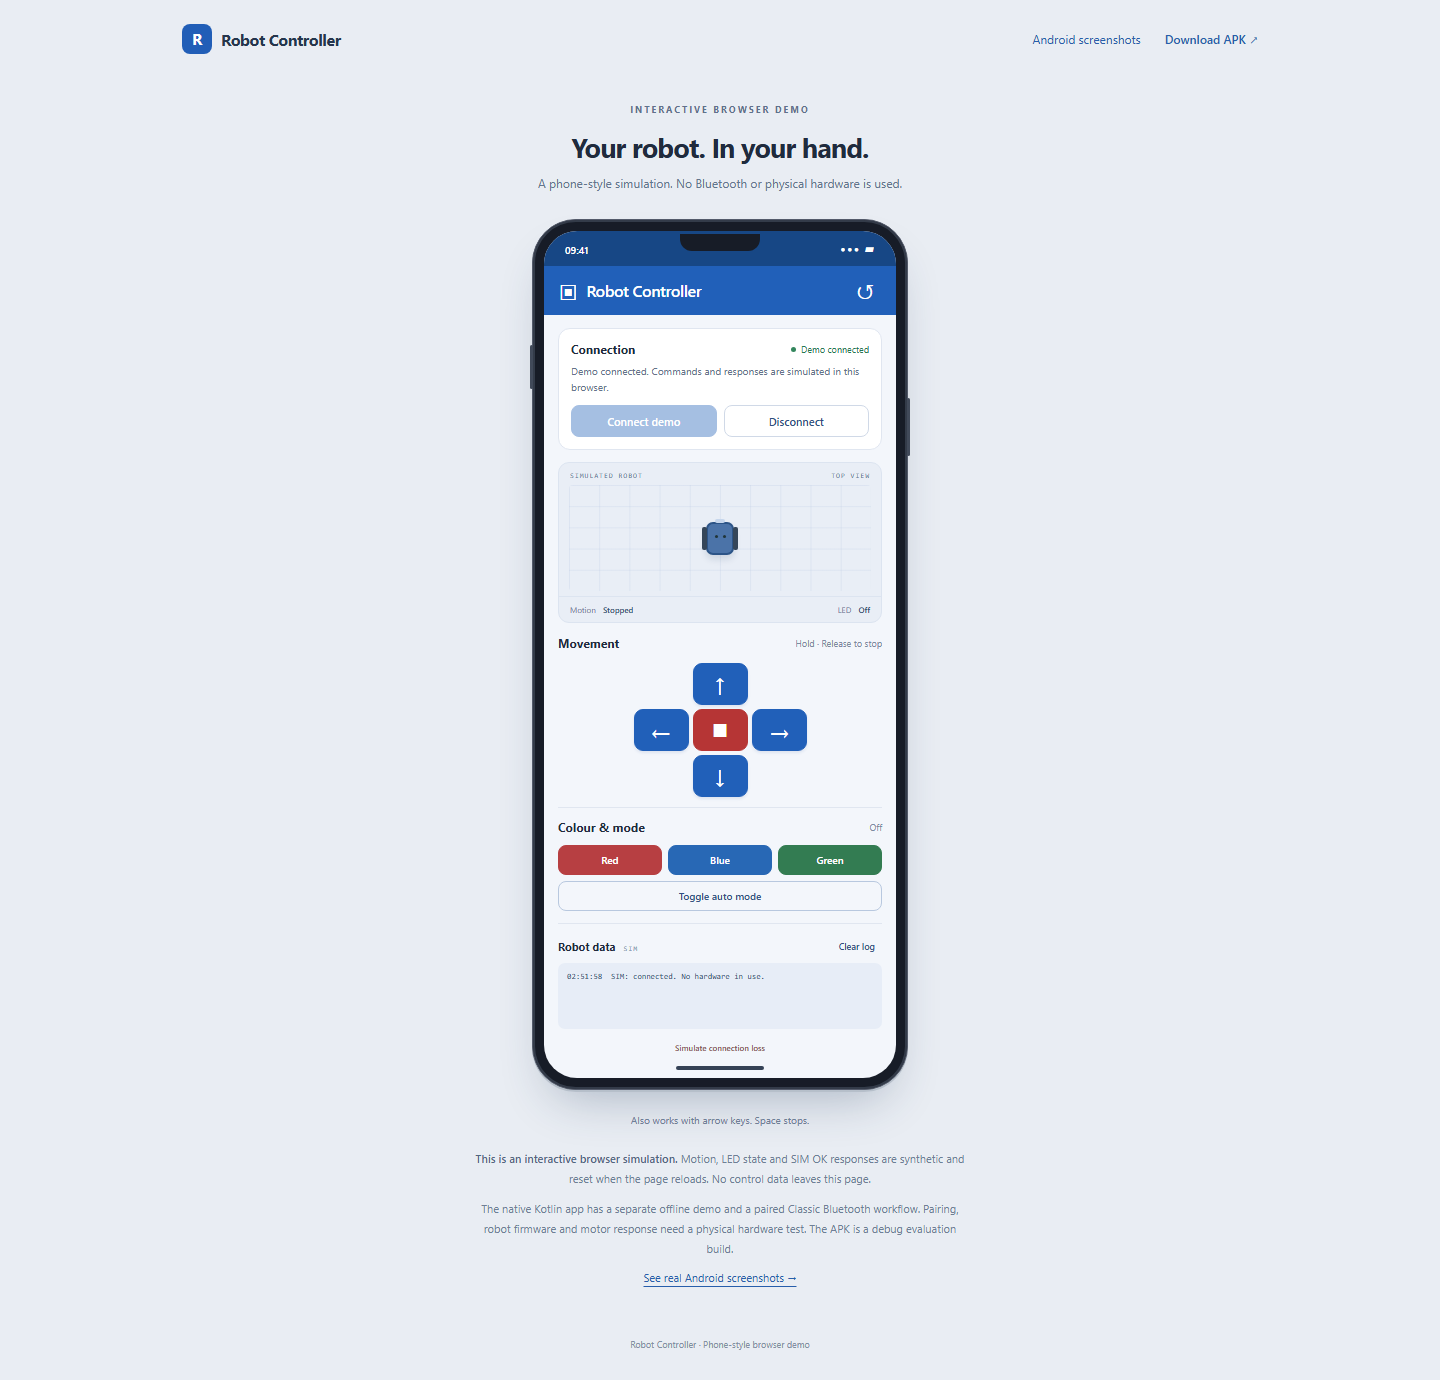 R Robot Controller
Android screenshots Download APK ↗
INTERACTIVE BROWSER DEMO
Your robot. In your hand.
A phone-style simulation. No Bluetooth or physical hardware is used.
09:41
Robot Controller
Connection
Demo connected
Demo connected. Commands and responses are simulated in this
browser.
Connect demo
Disconnect
SIMULATED ROBOT
TOP VIEW
Motion Stopped
LED Off
Movement
Hold · Release to stop
↑
← ■ →
↓
Colour & mode
Off
Red
Blue
Green
Toggle auto mode
Robot data SIM
Clear log
02:51:58 SIM: connected. No hardware in use.
Simulate connection loss
Also works with arrow keys. Space stops.
This is an interactive browser simulation. Motion, LED state and SIM OK responses are synthetic and
reset when the page reloads. No control data leaves this page.
The native Kotlin app has a separate offline demo and a paired Classic Bluetooth workflow. Pairing,
robot firmware and motor response need a physical hardware test. The APK is a debug evaluation
build.
See real Android screenshots →
Robot Controller · Phone-style browser demo